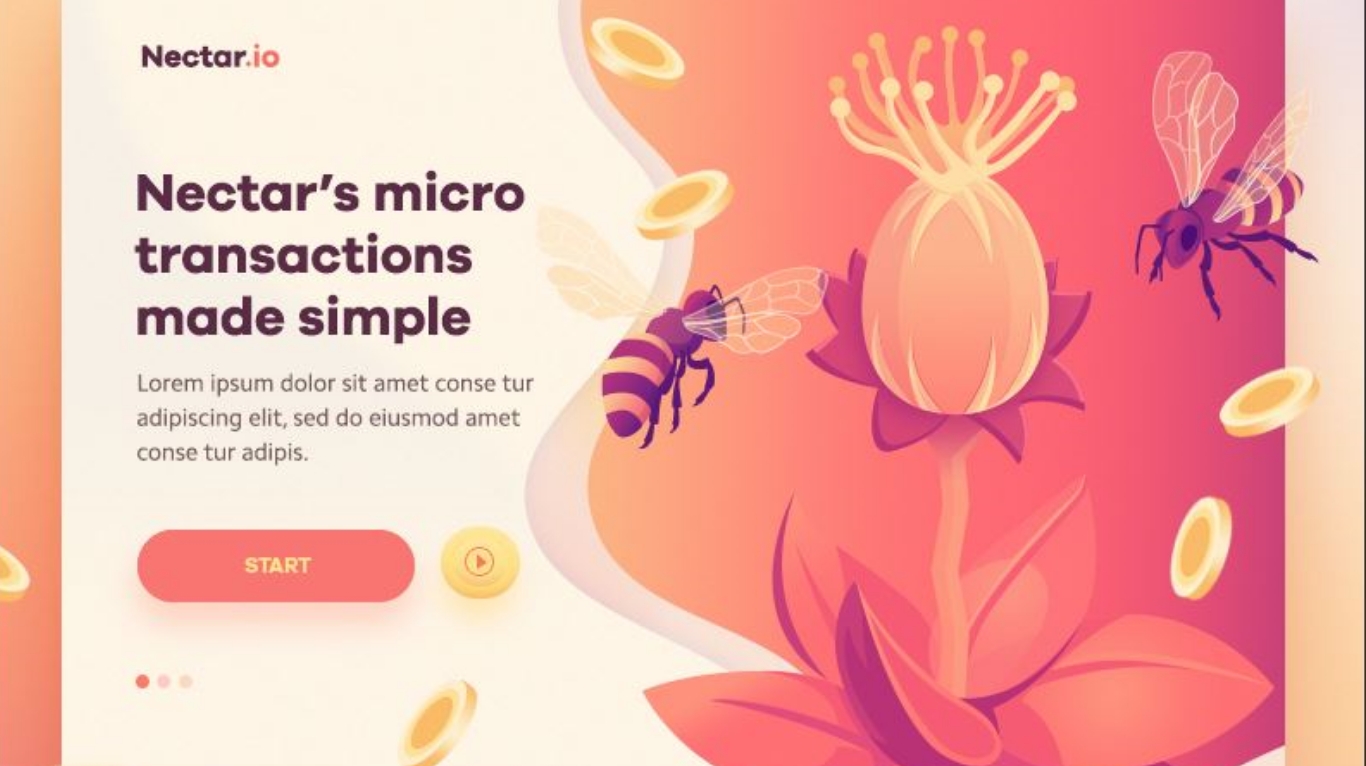 Nectar.io
Nectar’s micro
transactions
made simple
Lorem ipsum dolor sit amet conse tur
adipiscing elit, sed do eiusmod amet
conse tur adipis.
START